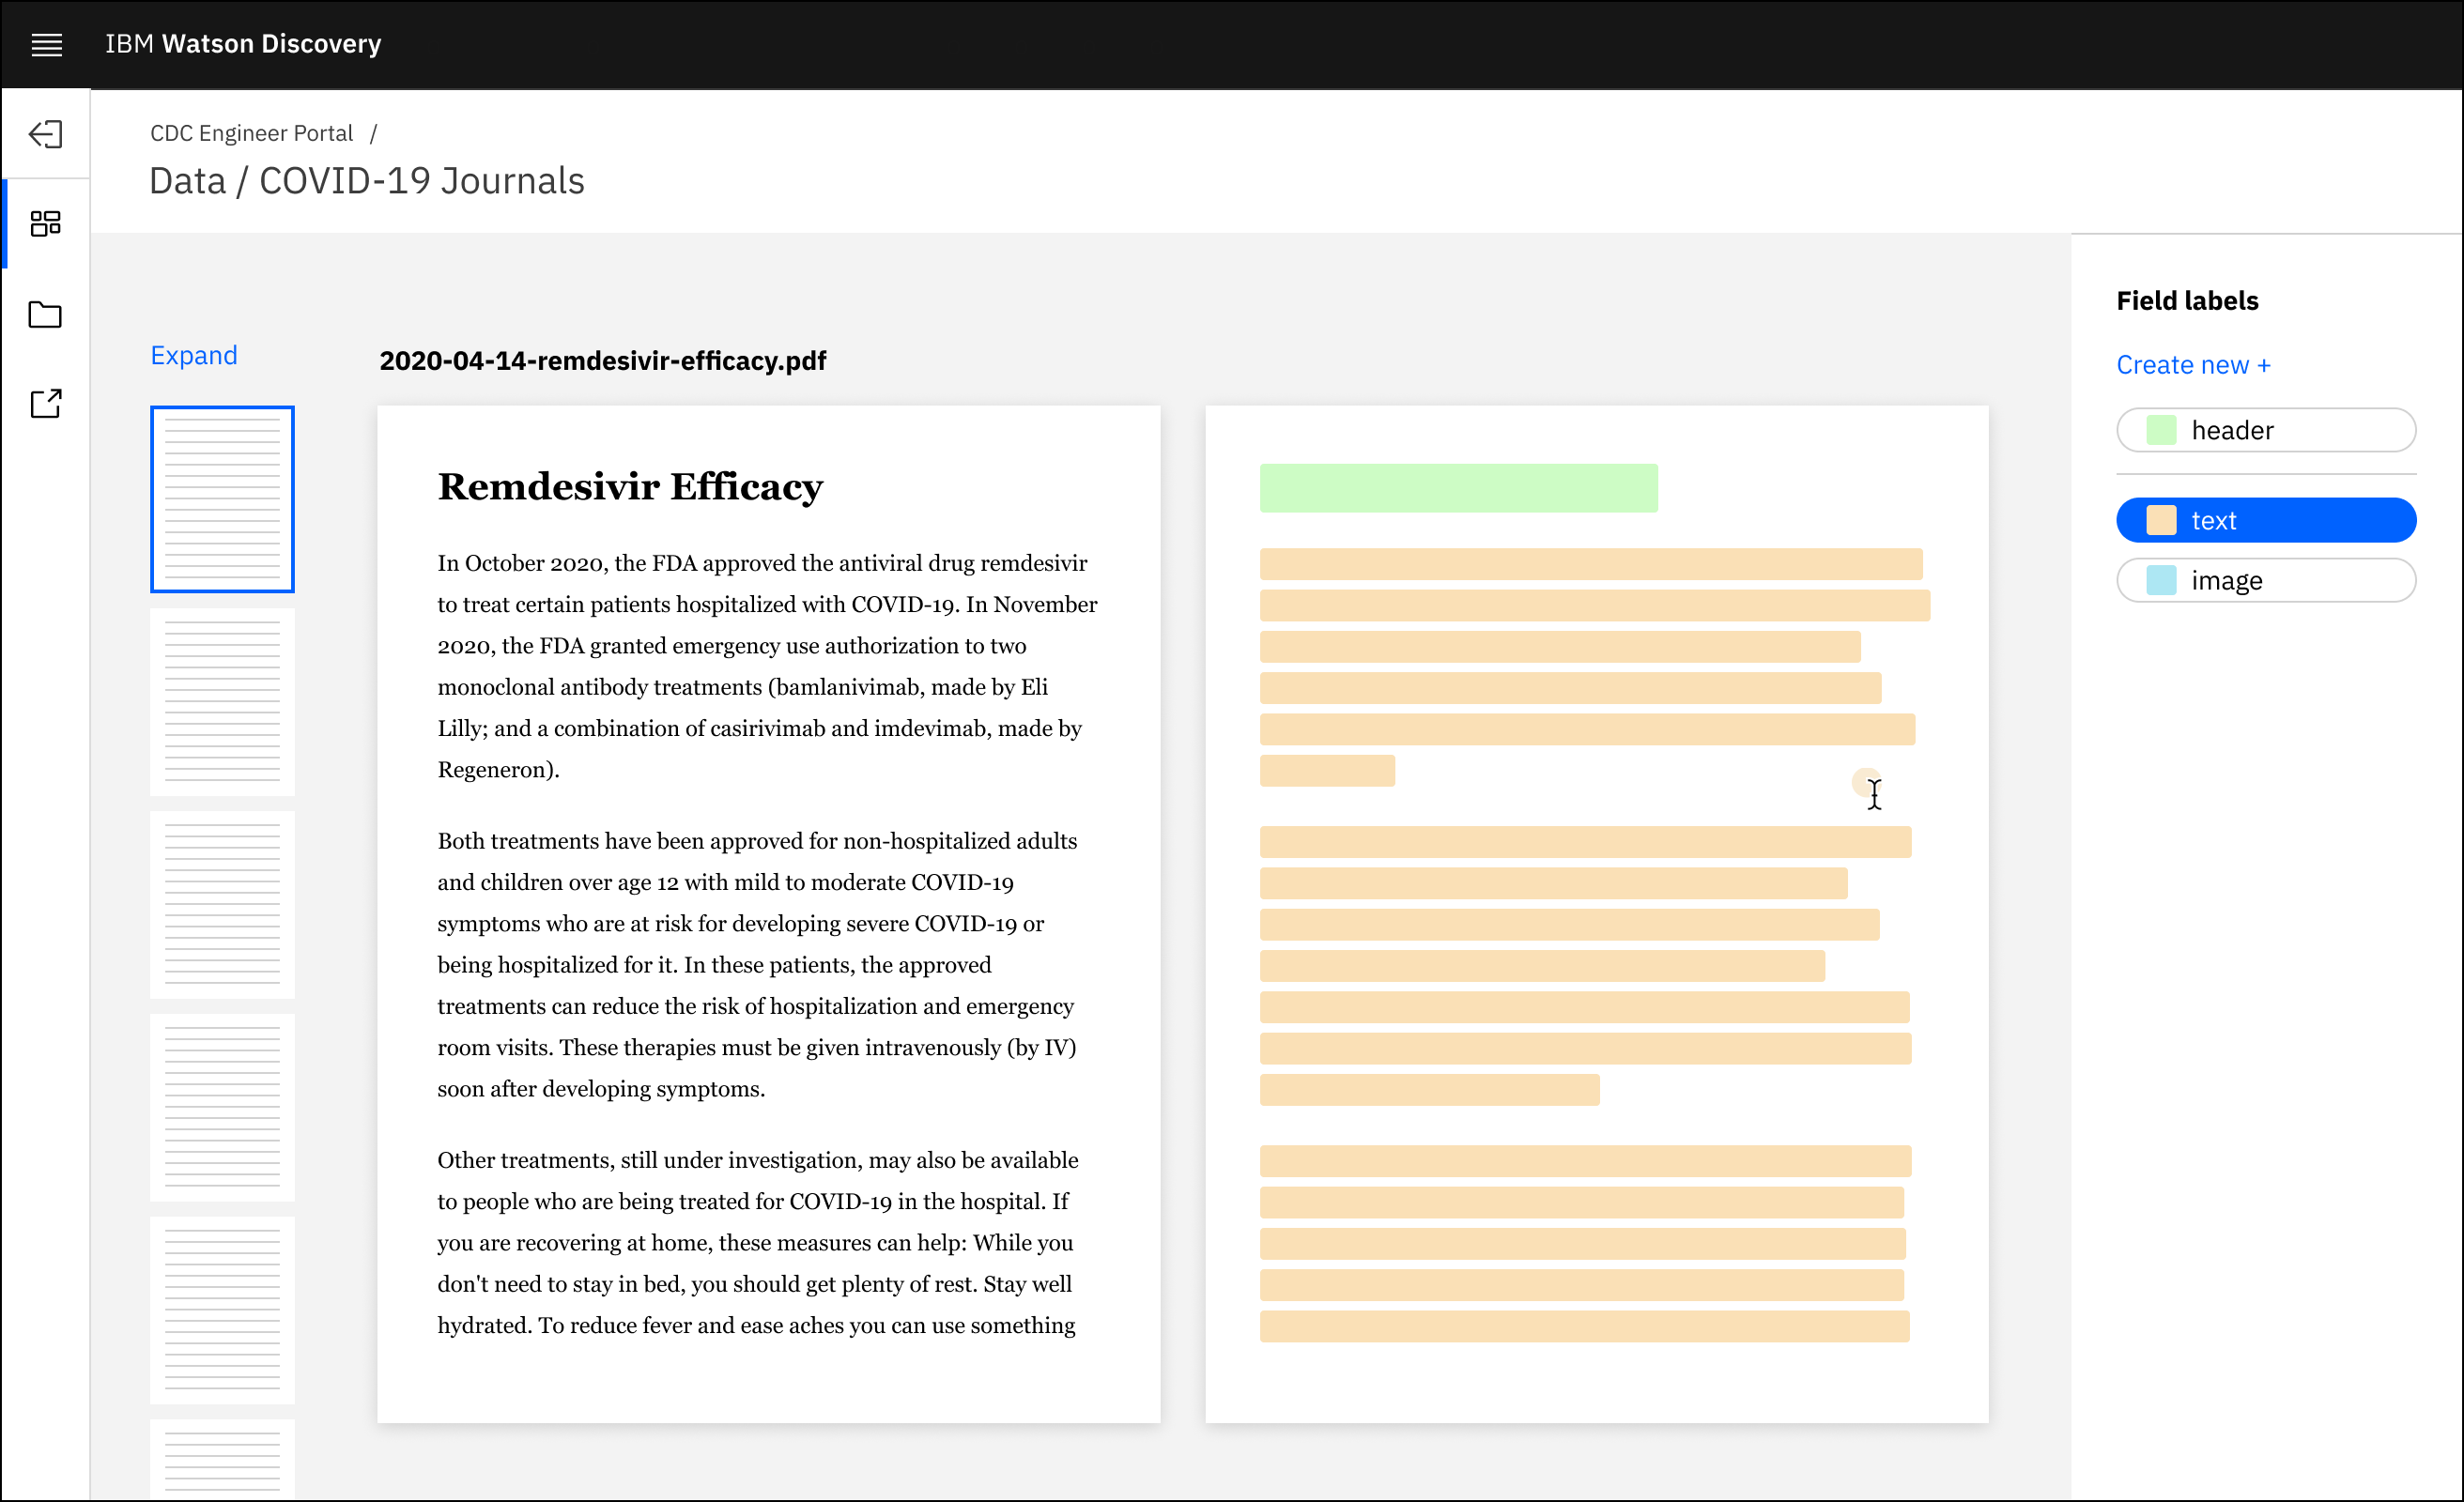 IBM Watson Discovery
CDC Engineer Portal /
Data / COVID-19 Journals
Expand
2020-04-14-remdesivir-efficacy.pdf
Remdesivir Efficacy
In October 2020, the FDA approved the antiviral drug remdesivir
to treat certain patients hospitalized with COVID-19. In November
2020, the FDA granted emergency use authorization to two
monoclonal antibody treatments (bamlanivimab, made by Eli
Lilly; and a combination of casirivimab and imdevimab, made by
Regeneron).
Both treatments have been approved for non-hospitalized adults
and children over age 12 with mild to moderate COVID-19
symptoms who are at risk for developing severe COVID-19 or
being hospitalized for it. In these patients, the approved
treatments can reduce the risk of hospitalization and emergency
room visits. These therapies must be given intravenously (by IV)
soon after developing symptoms.
Other treatments, still under investigation, may also be available
to people who are being treated for COVID-19 in the hospital. If
you are recovering at home, these measures can help: While you
don't need to stay in bed, you should get plenty of rest. Stay well
hydrated. To reduce fever and ease aches you can use something
Field labels
Create new +
header
text
image